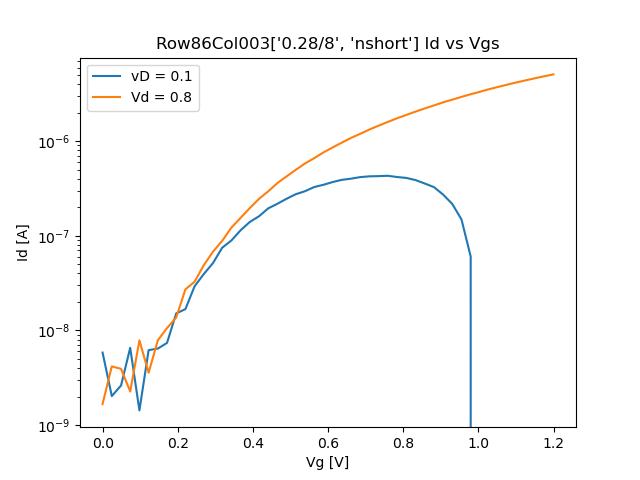 Row86Col003['0.28/8', 'nshort'] Id vs Vgs
vD = 0.1
Vd = 0.8
Id [A]
10⁻⁶
10⁻⁷
10⁻⁸
10⁻⁹
0.0 0.2 0.4 0.6 0.8 1.0 1.2
Vg [V]